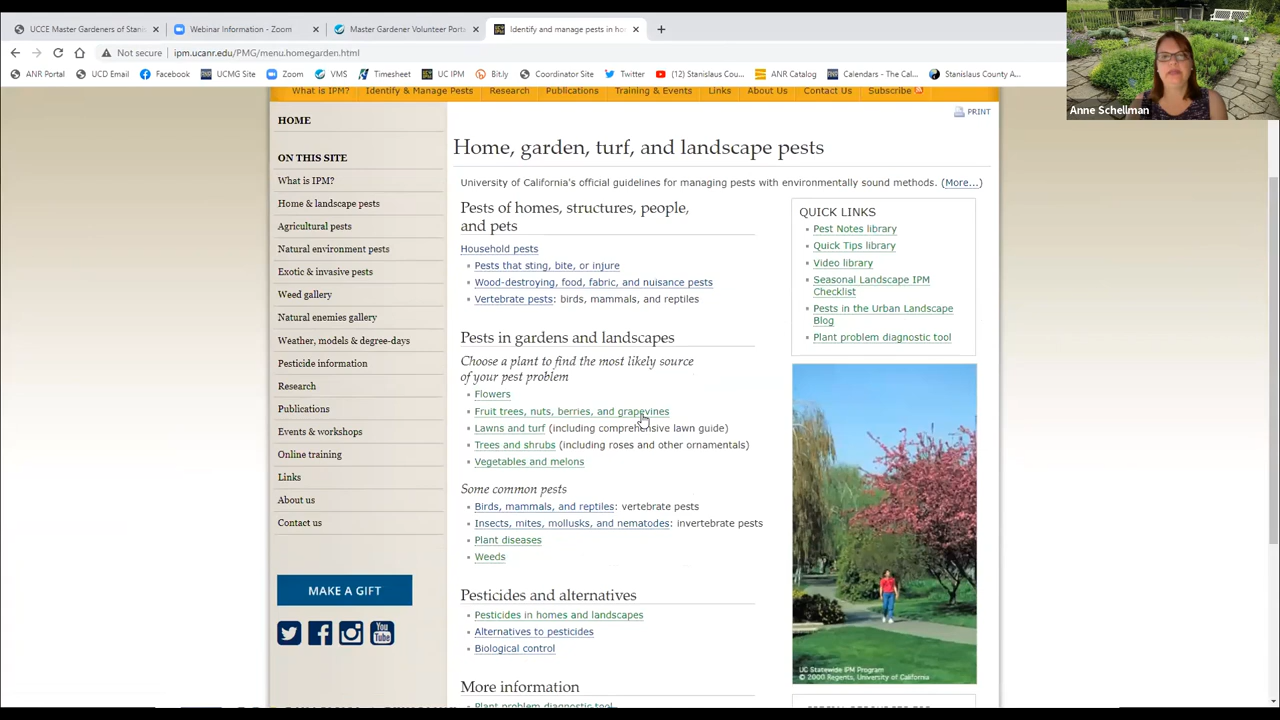 UCCE Master Gardeners of Stanis
Webinar Information - Zoom
Master Gardener Volunteer Porta
Identify and manage pests in ho
Not secure | ipm.ucanr.edu/PMG/menu.homegarden.html
ANR Portal
UCD Email
Facebook
UCMG Site
Zoom
VMS
Timesheet
UC IPM
Bit.ly
Coordinator Site
Twitter
(12) Stanislaus Cou...
ANR Catalog
Calendars - The Cal...
Stanislaus County A...
Anne Schellman
What is IPM?
Identify & Manage Pests
Research
Publications
Training & Events
Links
About Us
Contact Us
Subscribe
PRINT
HOME
ON THIS SITE
What is IPM?
Home & landscape pests
Agricultural pests
Natural environment pests
Exotic & invasive pests
Weed gallery
Natural enemies gallery
Weather, models & degree-days
Pesticide information
Research
Publications
Events & workshops
Online training
Links
About us
Contact us
MAKE A GIFT
You
Tube
Home, garden, turf, and landscape pests
University of California's official guidelines for managing pests with environmentally sound methods. (More...)
Pests of homes, structures, people,
and pets
Household pests
Pests that sting, bite, or injure
Wood-destroying, food, fabric, and nuisance pests
Vertebrate pests: birds, mammals, and reptiles
Pests in gardens and landscapes
Choose a plant to find the most likely source
of your pest problem
Flowers
Fruit trees, nuts, berries, and grapevines
Lawns and turf (including comprehensive lawn guide)
Trees and shrubs (including roses and other ornamentals)
Vegetables and melons
Some common pests
Birds, mammals, and reptiles: vertebrate pests
Insects, mites, mollusks, and nematodes: invertebrate pests
Plant diseases
Weeds
Pesticides and alternatives
Pesticides in homes and landscapes
Alternatives to pesticides
Biological control
More information
Plant problem diagnostic tool
QUICK LINKS
Pest Notes library
Quick Tips library
Video library
Seasonal Landscape IPM
Checklist
Pests in the Urban Landscape
Blog
Plant problem diagnostic tool
UC Statewide IPM Program
© 2000 Regents, University of California